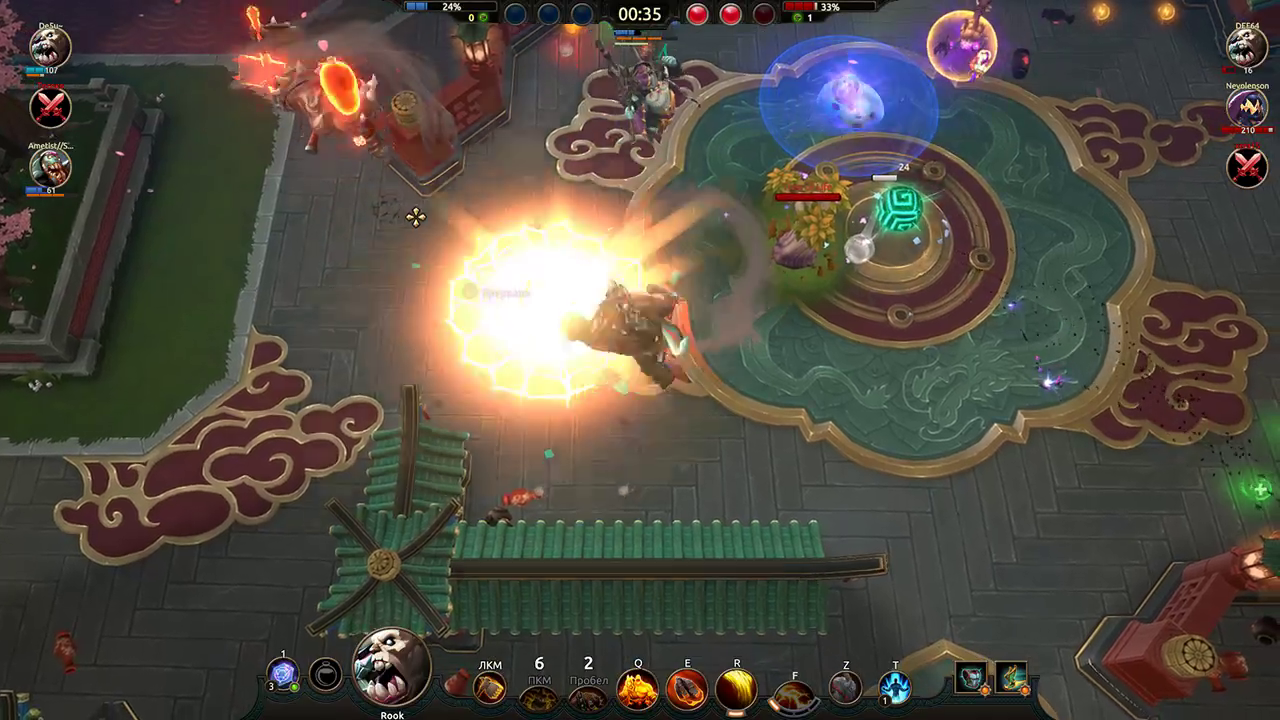 24%
0
00:35
33%
1
De5u~
107
Ametist//S...
61
DEF64
16
Nevolenson
210
24
1
3
ЛКМ
6
ПКМ
2
Пробел
Q
E
R
F
Z
T
1
Rook